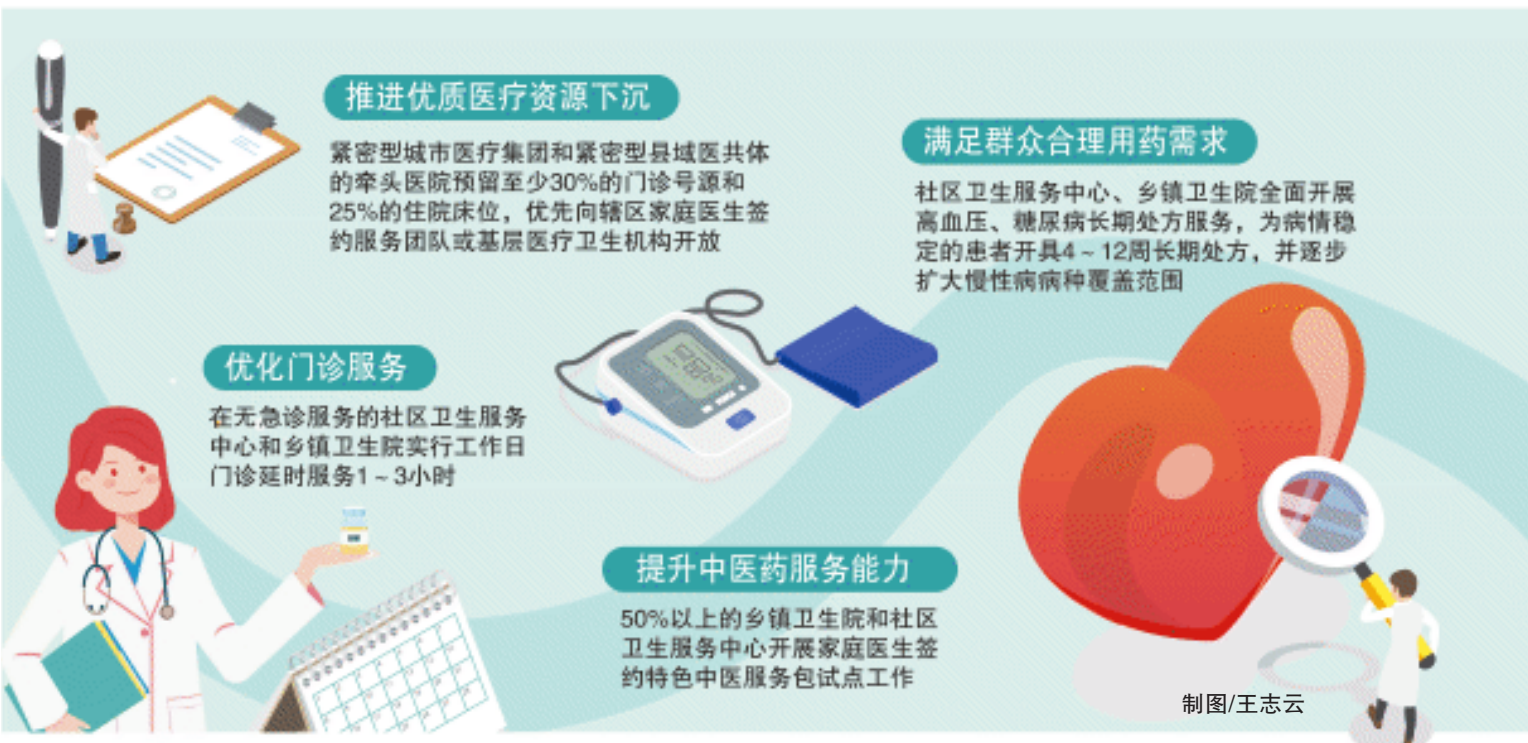 推进优质医疗资源下沉
紧密型城市医疗集团和紧密型县域医共体
的牵头医院预留至少30%的门诊号源和
25%的住院床位，优先向辖区家庭医生签
约服务团队或基层医疗卫生机构开放
满足群众合理用药需求
社区卫生服务中心、乡镇卫生院全面开展
高血压、糖尿病长期处方服务，为病情稳
定的患者开具4～12周长期处方，并逐步
扩大慢性病病种覆盖范围
优化门诊服务
在无急诊服务的社区卫生服务
中心和乡镇卫生院实行工作日
门诊延时服务1～3小时
提升中医药服务能力
50%以上的乡镇卫生院和社区
卫生服务中心开展家庭医生签
约特色中医服务包试点工作
制图/王志云